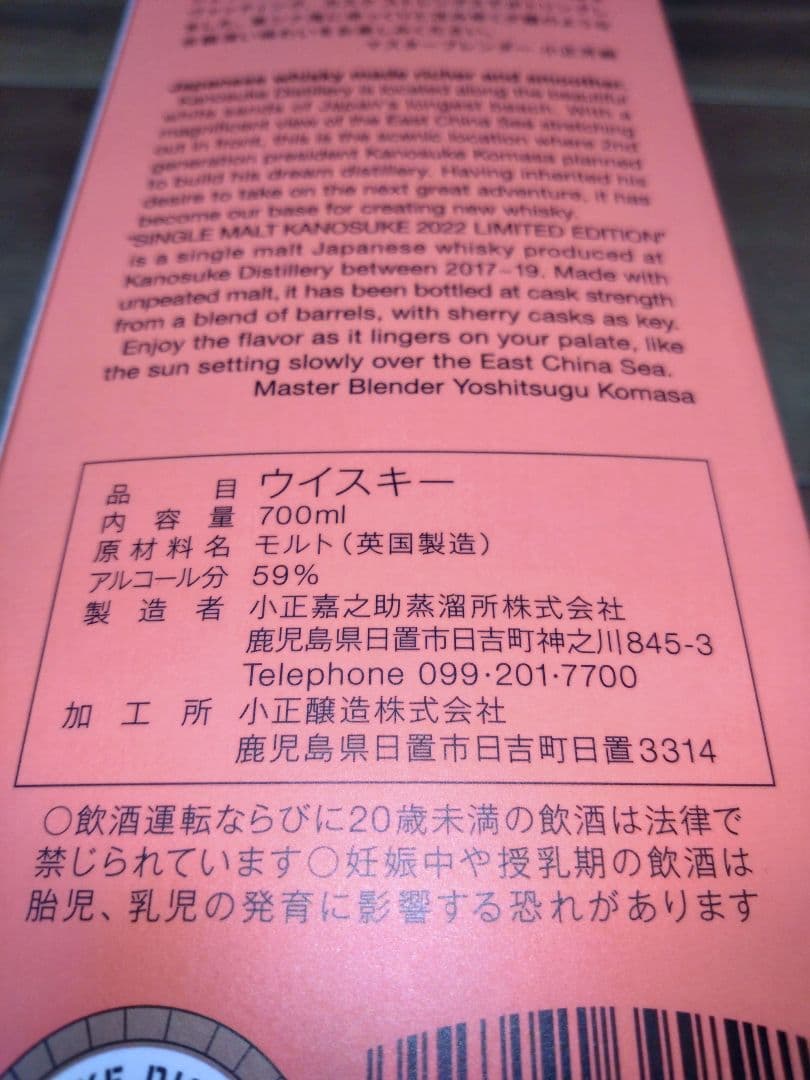 マスターブレンダー 小正芳嗣
Japanese whisky made richer and smoother.
Kanosuke Distillery is located along the beautiful
white sands of Japan's longest beach. With a
magnificent view of the East China Sea stretching
out in front, this is the scenic location where 2nd
generation president Kanosuke Komasa planned
to build his dream distillery. Having inherited his
desire to take on the next great adventure, it has
become our base for creating new whisky.
"SINGLE MALT KANOSUKE 2022 LIMITED EDITION"
is a single malt Japanese whisky produced at
Kanosuke Distillery between 2017–19. Made with
unpeated malt, it has been bottled at cask strength
from a blend of barrels, with sherry casks as key.
Enjoy the flavor as it lingers on your palate, like
the sun setting slowly over the East China Sea.
Master Blender Yoshitsugu Komasa
品目 ウイスキー
内容量 700ml
原材料名 モルト(英国製造)
アルコール分 59%
製造者 小正嘉之助蒸溜所株式会社
鹿児島県日置市日吉町神之川845-3
Telephone 099·201·7700
加工所 小正醸造株式会社
鹿児島県日置市日吉町日置3314
○飲酒運転ならびに20歳未満の飲酒は法律で
禁じられています○妊娠中や授乳期の飲酒は
胎児、乳児の発育に影響する恐れがあります